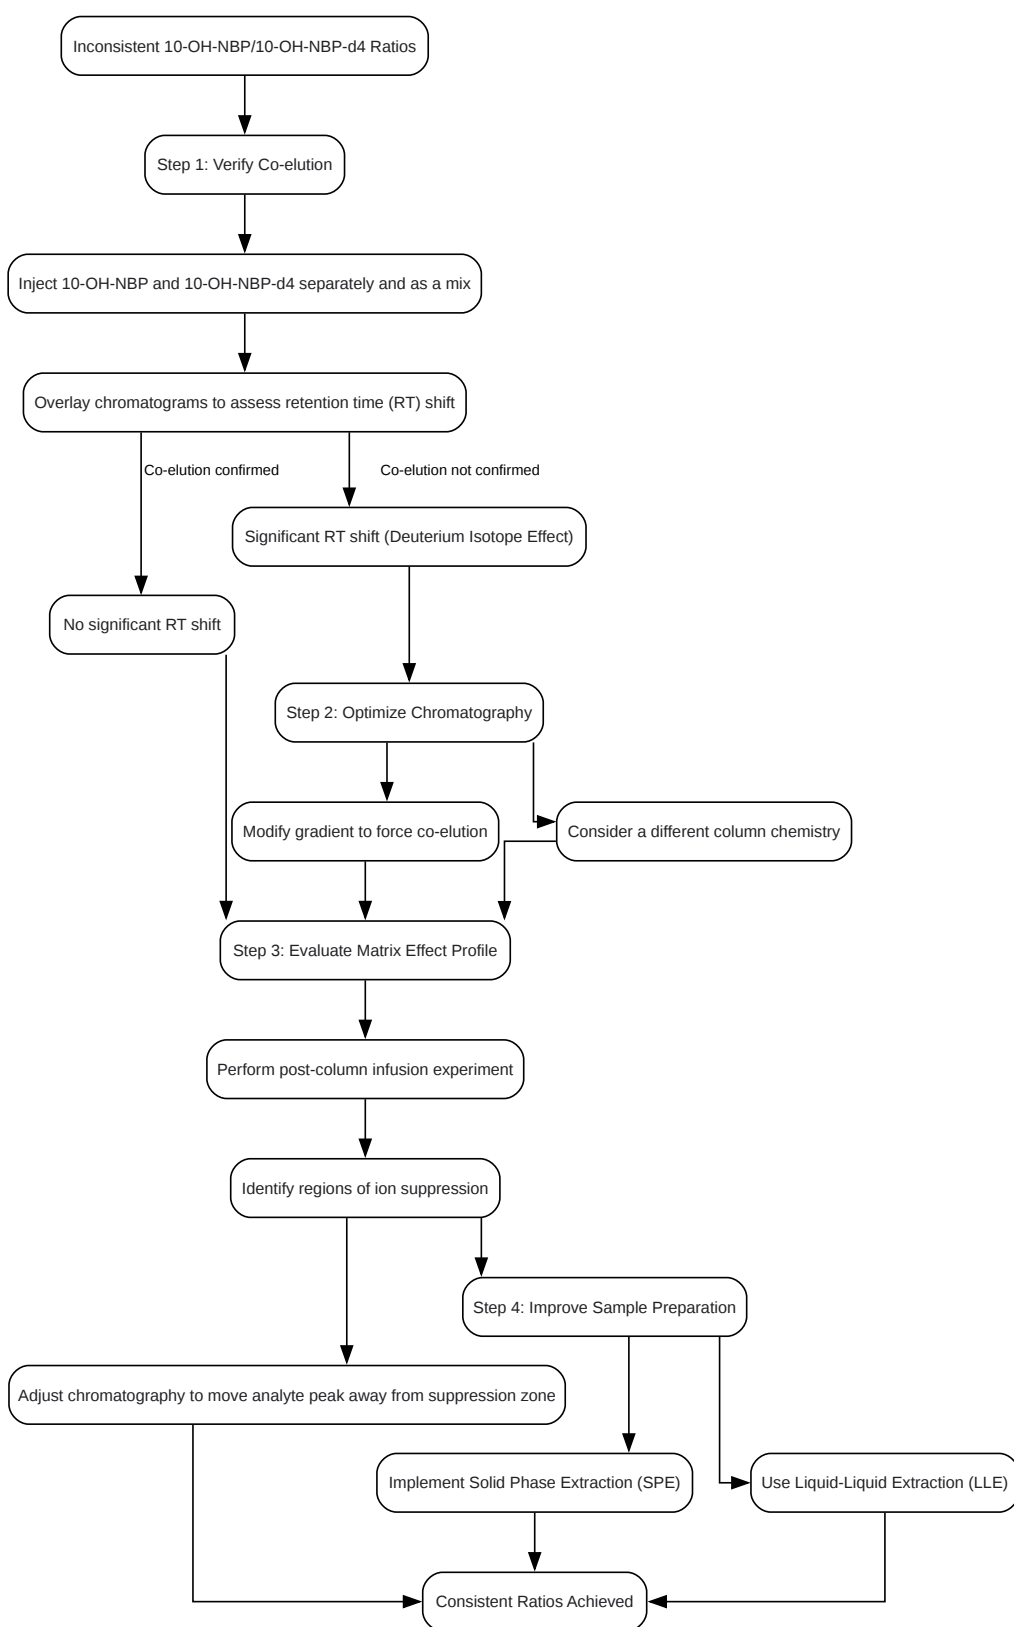 Inconsistent 10-OH-NBP/10-OH-NBP-d4 Ratios
Step 1: Verify Co-elution
Inject 10-OH-NBP and 10-OH-NBP-d4 separately and as a mix
Overlay chromatograms to assess retention time (RT) shift
Co-elution confirmed
Co-elution not confirmed
Significant RT shift (Deuterium Isotope Effect)
No significant RT shift
Step 2: Optimize Chromatography
Modify gradient to force co-elution
Consider a different column chemistry
Step 3: Evaluate Matrix Effect Profile
Perform post-column infusion experiment
Identify regions of ion suppression
Step 4: Improve Sample Preparation
Adjust chromatography to move analyte peak away from suppression zone
Implement Solid Phase Extraction (SPE)
Use Liquid-Liquid Extraction (LLE)
Consistent Ratios Achieved